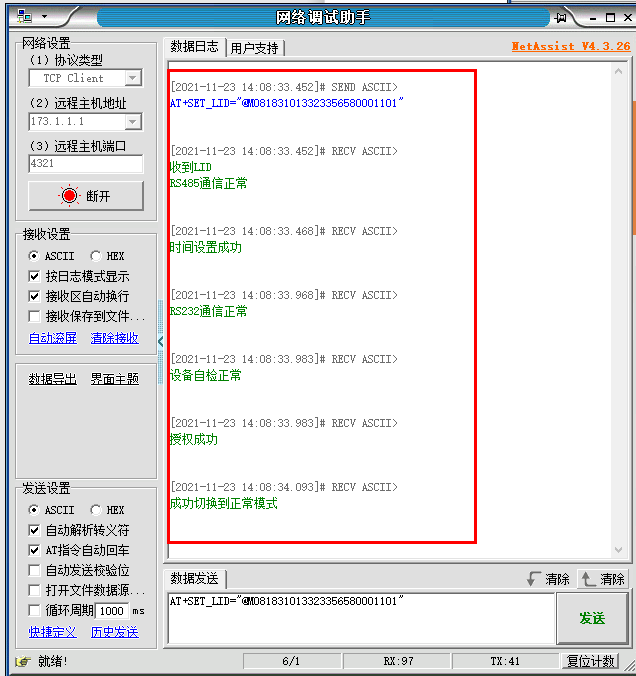 网络调试助手
网络设置
(1) 协议类型
TCP Client
(2) 远程主机地址
173.1.1.1
(3) 远程主机端口
4321
断开
接收设置
ASCII HEX
按日志模式显示
接收区自动换行
接收保存到文件...
自动滚屏 清除接收
数据导出 界面主题
发送设置
ASCII HEX
自动解析转义符
AT指令自动回车
自动发送校验位
打开文件数据源...
循环周期 1000 ms
快捷定义 历史发送
数据日志 用户支持
NetAssist V4.3.26
[2021-11-23 14:08:33.452]# SEND ASCII>
AT+SET_LID="@M081831013323356580001101"
[2021-11-23 14:08:33.452]# RECV ASCII>
收到LID
RS485通信正常
[2021-11-23 14:08:33.468]# RECV ASCII>
时间设置成功
[2021-11-23 14:08:33.968]# RECV ASCII>
RS232通信正常
[2021-11-23 14:08:33.983]# RECV ASCII>
设备自检正常
[2021-11-23 14:08:33.983]# RECV ASCII>
授权成功
[2021-11-23 14:08:34.093]# RECV ASCII>
成功切换到正常模式
数据发送 清除 清除
AT+SET_LID="@M081831013323356580001101"
发送
就绪! 6/1 RX:97 TX:41 复位计数